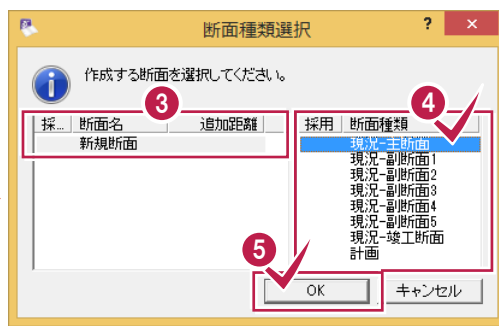 断面種類選択 ? ×
作成する断面を選択してください。
3
4
採... 断面名 追加距離
新規断面
採用 断面種類
現況-主断面
現況-副断面1
現況-副断面2
現況-副断面3
現況-副断面4
現況-副断面5
現況-竣工断面
計画
5
OK キャンセル